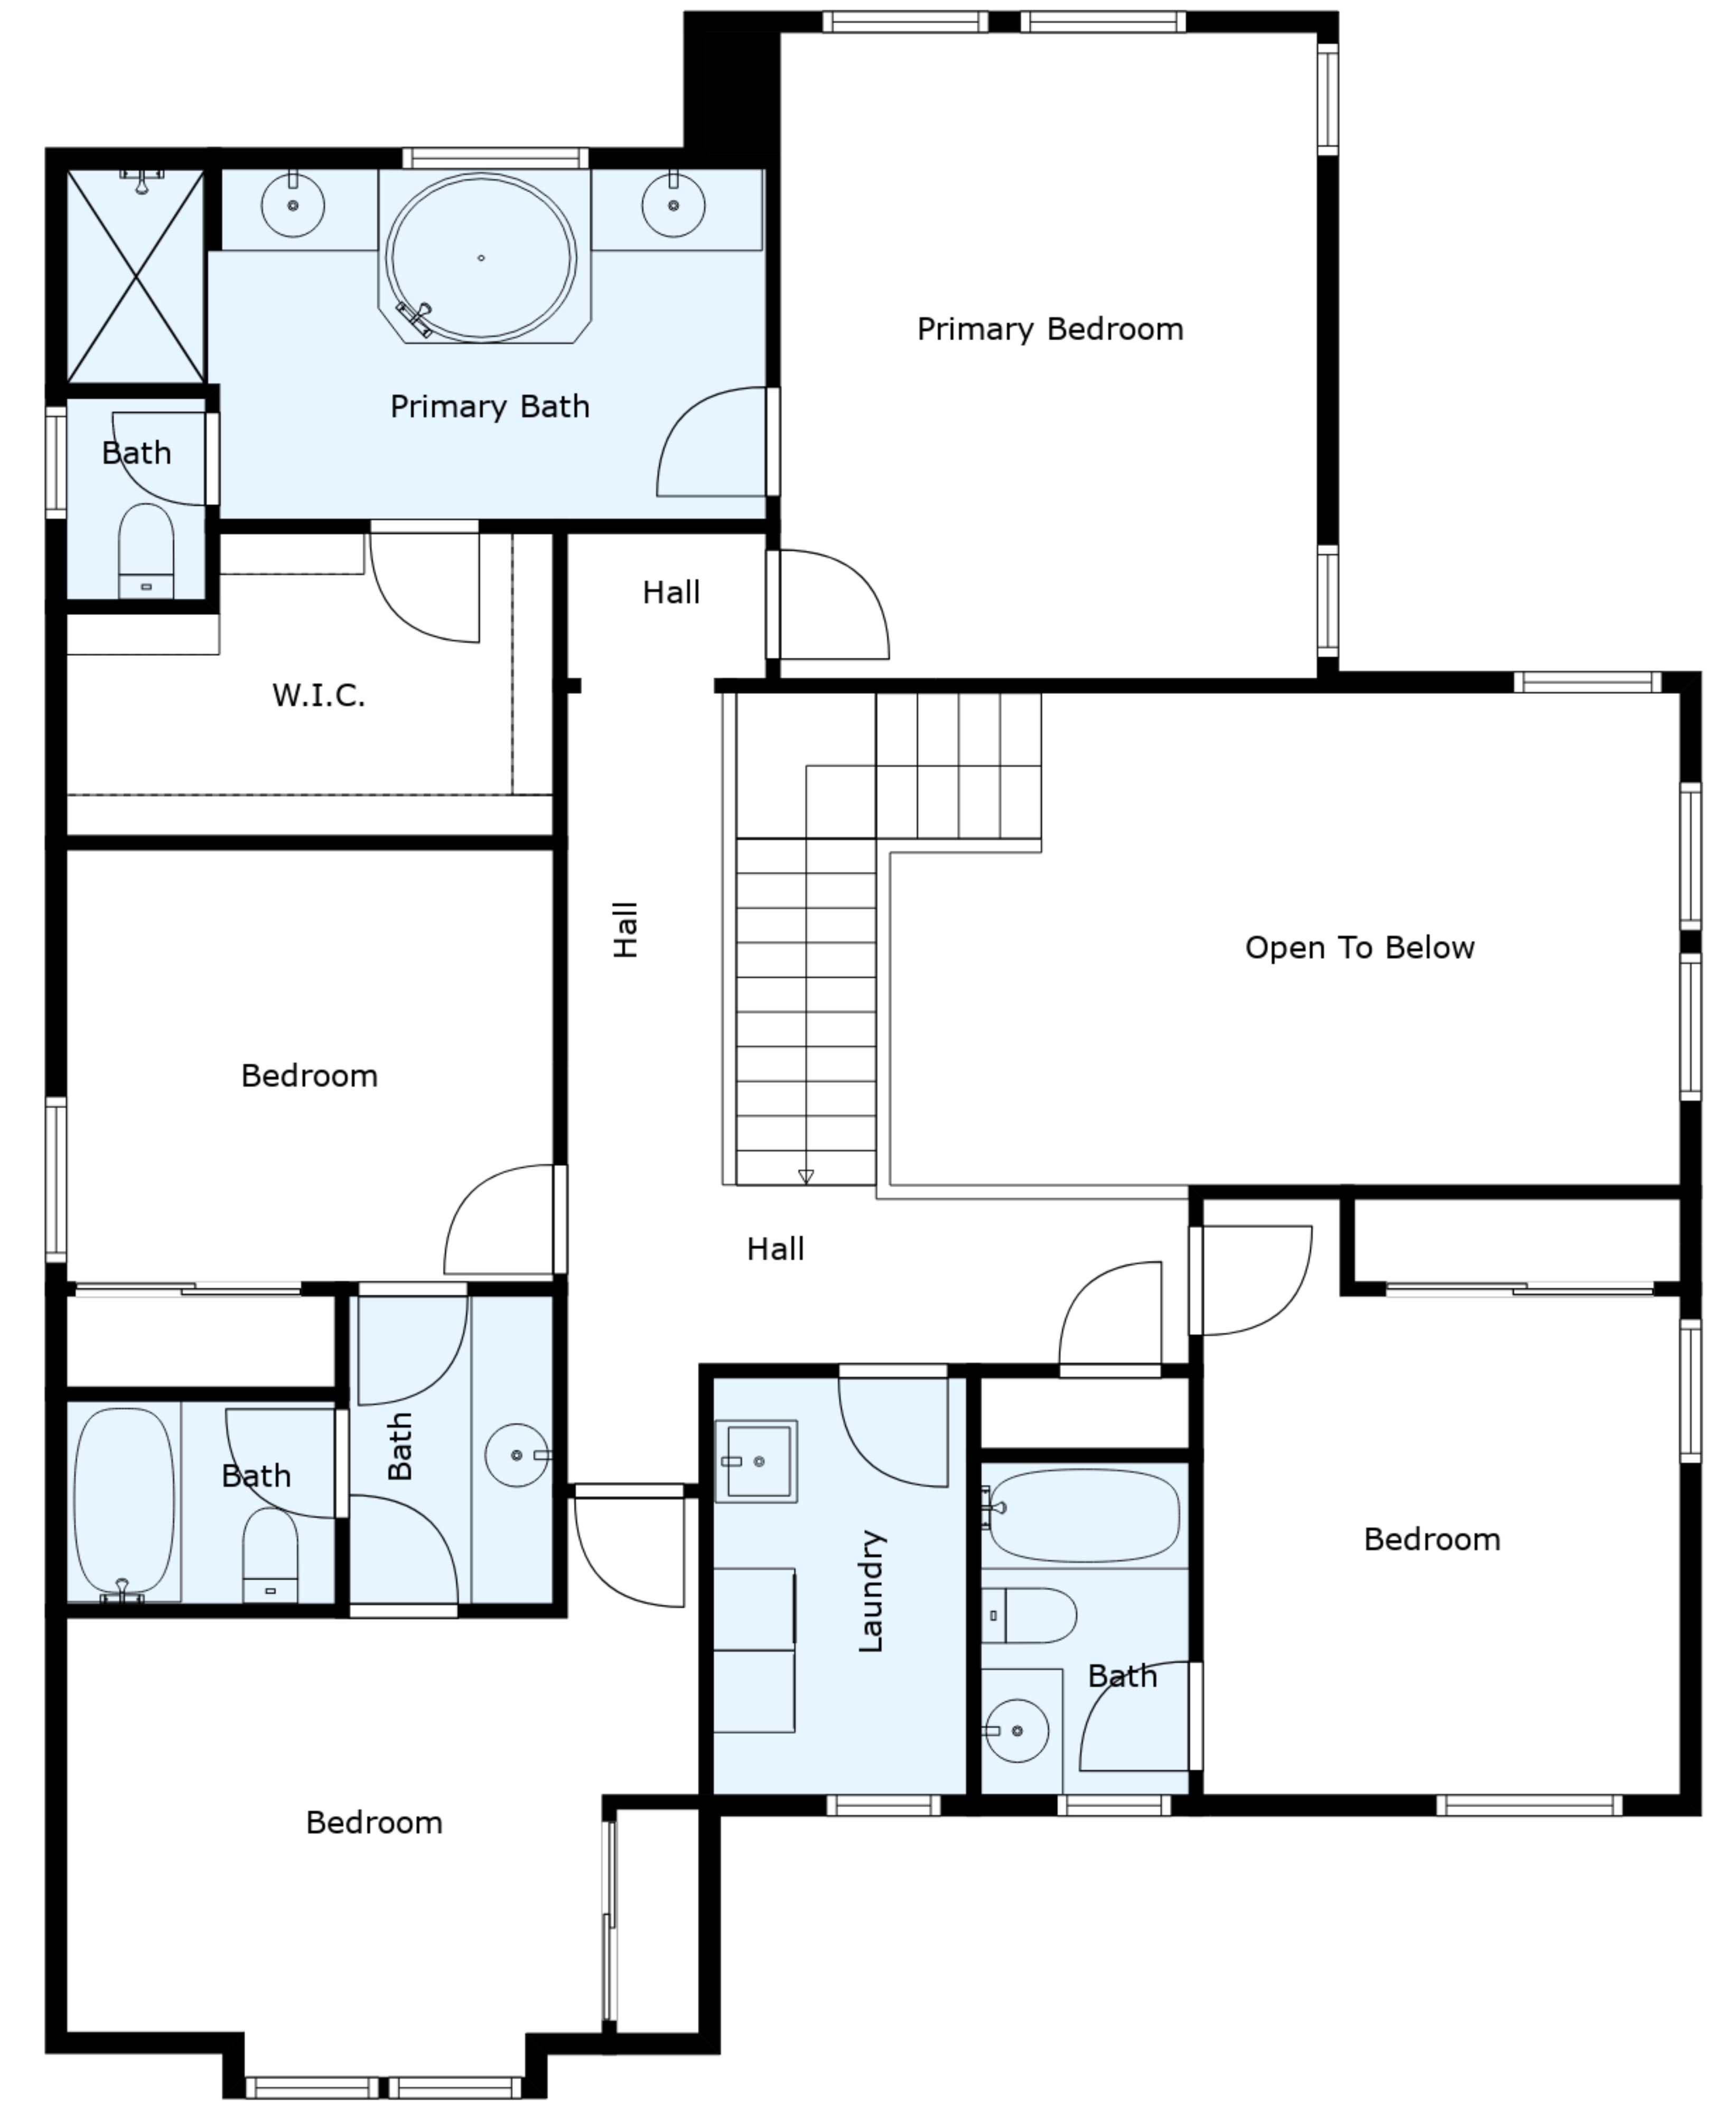 Primary Bedroom
Primary Bath
Bath
Hall
W.I.C.
Hall
Open To Below
Bedroom
Hall
Bath
Bath
Bedroom
Laundry
Bath
Bedroom